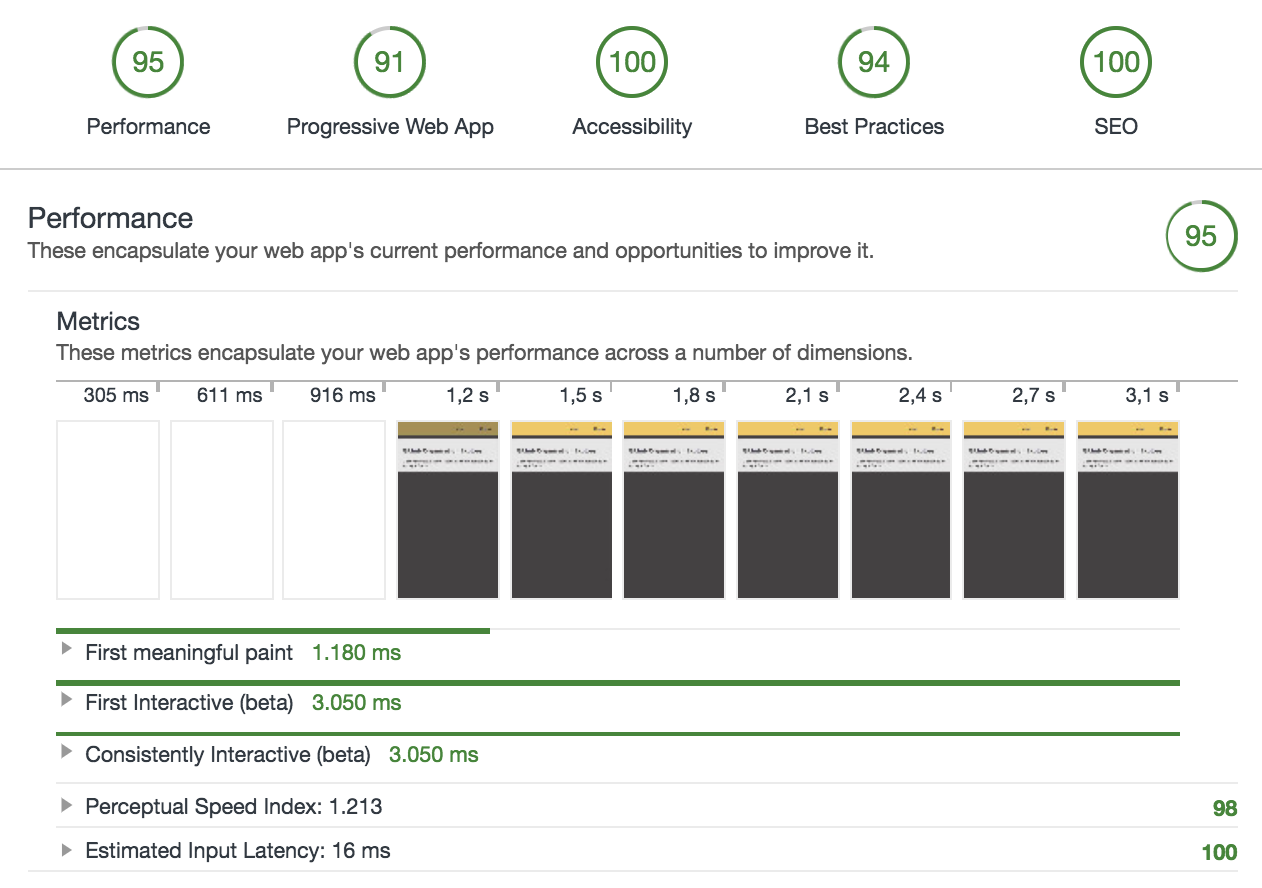 95 91 100 94 100
Performance Progressive Web App Accessibility Best Practices SEO
Performance
These encapsulate your web app's current performance and opportunities to improve it.
95
Metrics
These metrics encapsulate your web app's performance across a number of dimensions.
305 ms 611 ms 916 ms 1,2 s 1,5 s 1,8 s 2,1 s 2,4 s 2,7 s 3,1 s
First meaningful paint 1.180 ms
First Interactive (beta) 3.050 ms
Consistently Interactive (beta) 3.050 ms
Perceptual Speed Index: 1.213 98
Estimated Input Latency: 16 ms 100